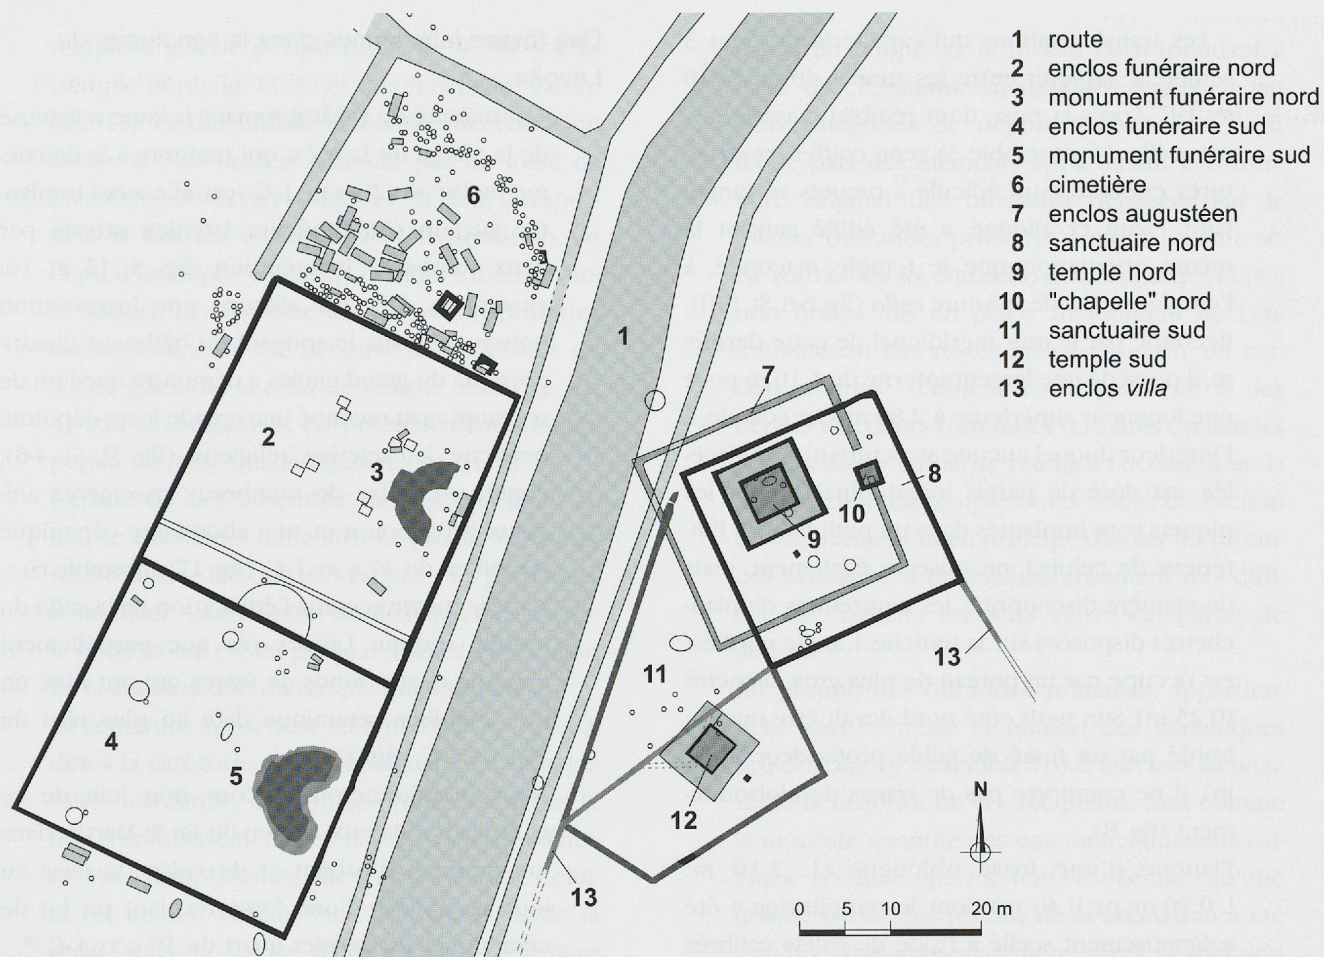 1 route
2 enclos funéraire nord
3 monument funéraire nord
4 enclos funéraire sud
5 monument funéraire sud
6 cimetière
7 enclos augustéen
8 sanctuaire nord
9 temple nord
10 "chapelle" nord
11 sanctuaire sud
12 temple sud
13 enclos villa
6
1
7
2
3
8
10
9
13
11
4
5
12
13
N
0 5 10 20 m